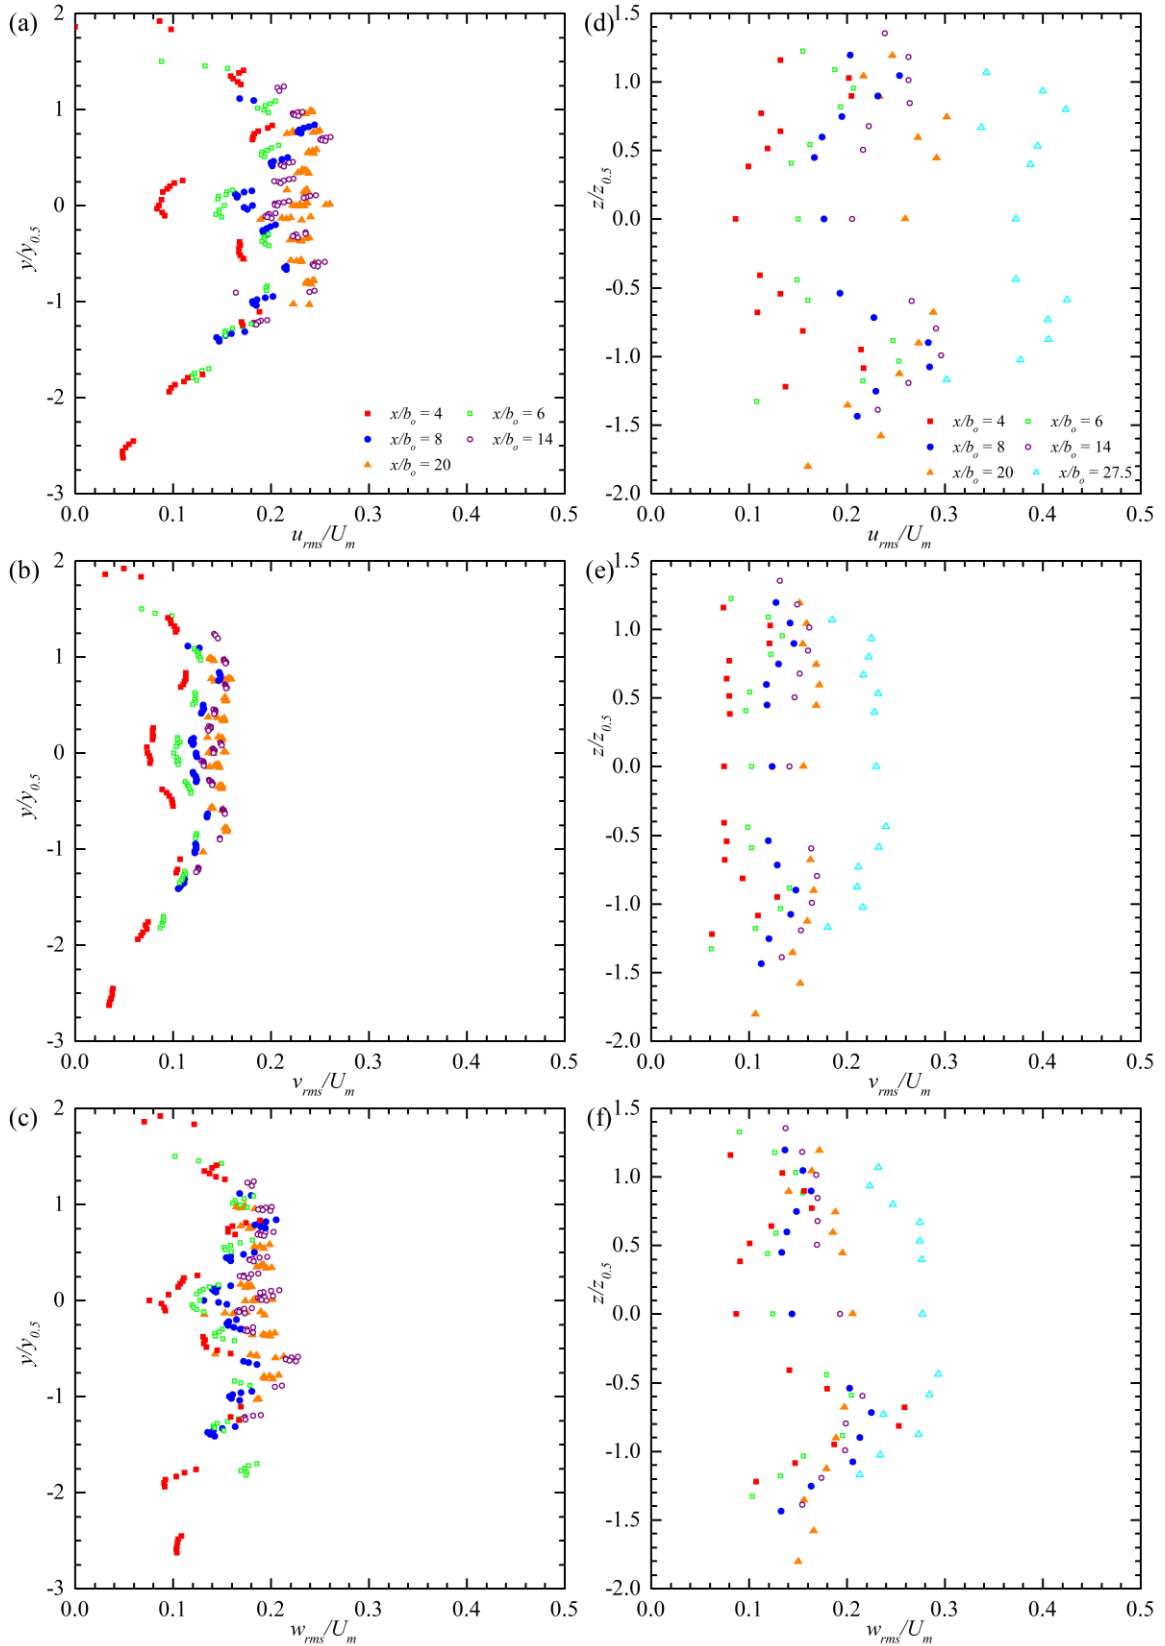 (a)
2
1
0
-1
-2
-3
y/y0.5
x/bo = 4
x/bo = 6
x/bo = 8
x/bo = 14
x/bo = 20
0.0 0.1 0.2 0.3 0.4 0.5
urms/Um
(d)
1.5
1.0
0.5
0.0
-0.5
-1.0
-1.5
-2.0
z/z0.5
x/bo = 4
x/bo = 6
x/bo = 8
x/bo = 14
x/bo = 20
x/bo = 27.5
0.0 0.1 0.2 0.3 0.4 0.5
urms/Um
(b)
2
1
0
-1
-2
-3
y/y0.5
0.0 0.1 0.2 0.3 0.4 0.5
vrms/Um
(e)
1.5
1.0
0.5
0.0
-0.5
-1.0
-1.5
-2.0
z/z0.5
0.0 0.1 0.2 0.3 0.4 0.5
vrms/Um
(c)
2
1
0
-1
-2
-3
y/y0.5
0.0 0.1 0.2 0.3 0.4 0.5
wrms/Um
(f)
1.5
1.0
0.5
0.0
-0.5
-1.0
-1.5
-2.0
z/z0.5
0.0 0.1 0.2 0.3 0.4 0.5
wrms/Um